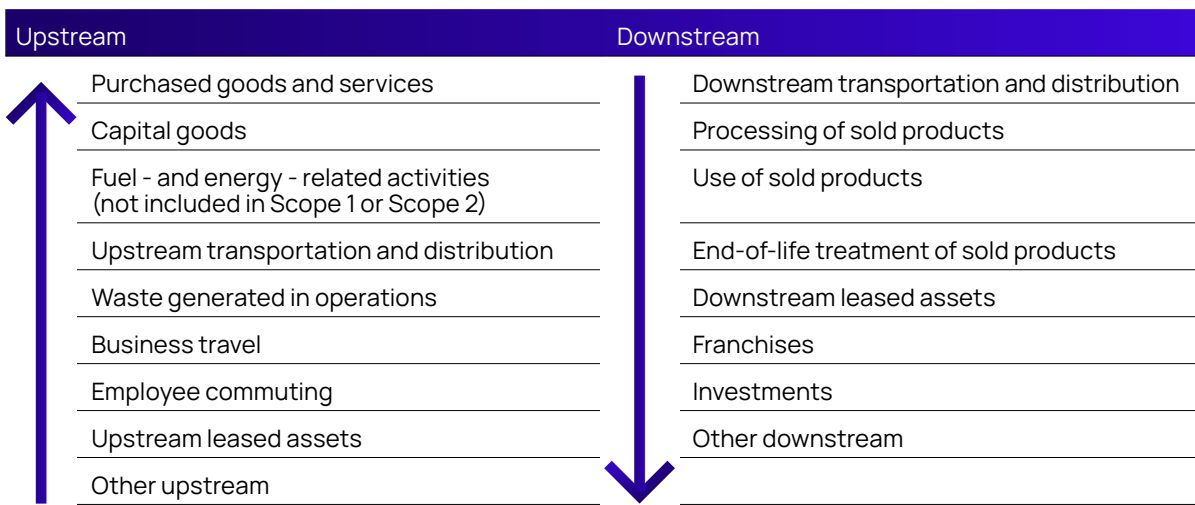 Upstream
Downstream
Purchased goods and services
Downstream transportation and distribution
Capital goods
Processing of sold products
Fuel - and energy - related activities
(not included in Scope 1 or Scope 2)
Use of sold products
Upstream transportation and distribution
End-of-life treatment of sold products
Waste generated in operations
Downstream leased assets
Business travel
Franchises
Employee commuting
Investments
Upstream leased assets
Other downstream
Other upstream